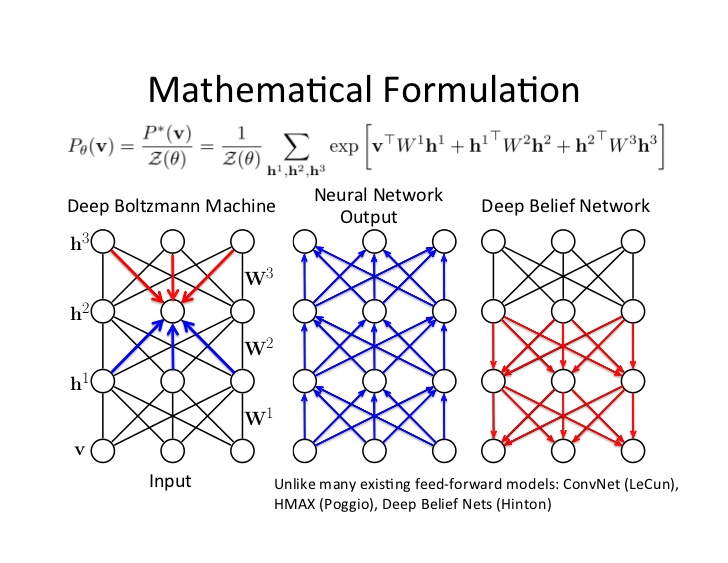 Mathematical Formulation
P_θ(v) = P*(v) / Z(θ) = 1 / Z(θ) ∑_{h¹,h²,h³} exp [v^⊤W¹h¹ + h¹^⊤W²h² + h²^⊤W³h³]
Deep Boltzmann Machine
Neural Network
Output
Deep Belief Network
h³
W³
h²
W²
h¹
W¹
v
Input
Unlike many existing feed-forward models: ConvNet (LeCun),
HMAX (Poggio), Deep Belief Nets (Hinton)